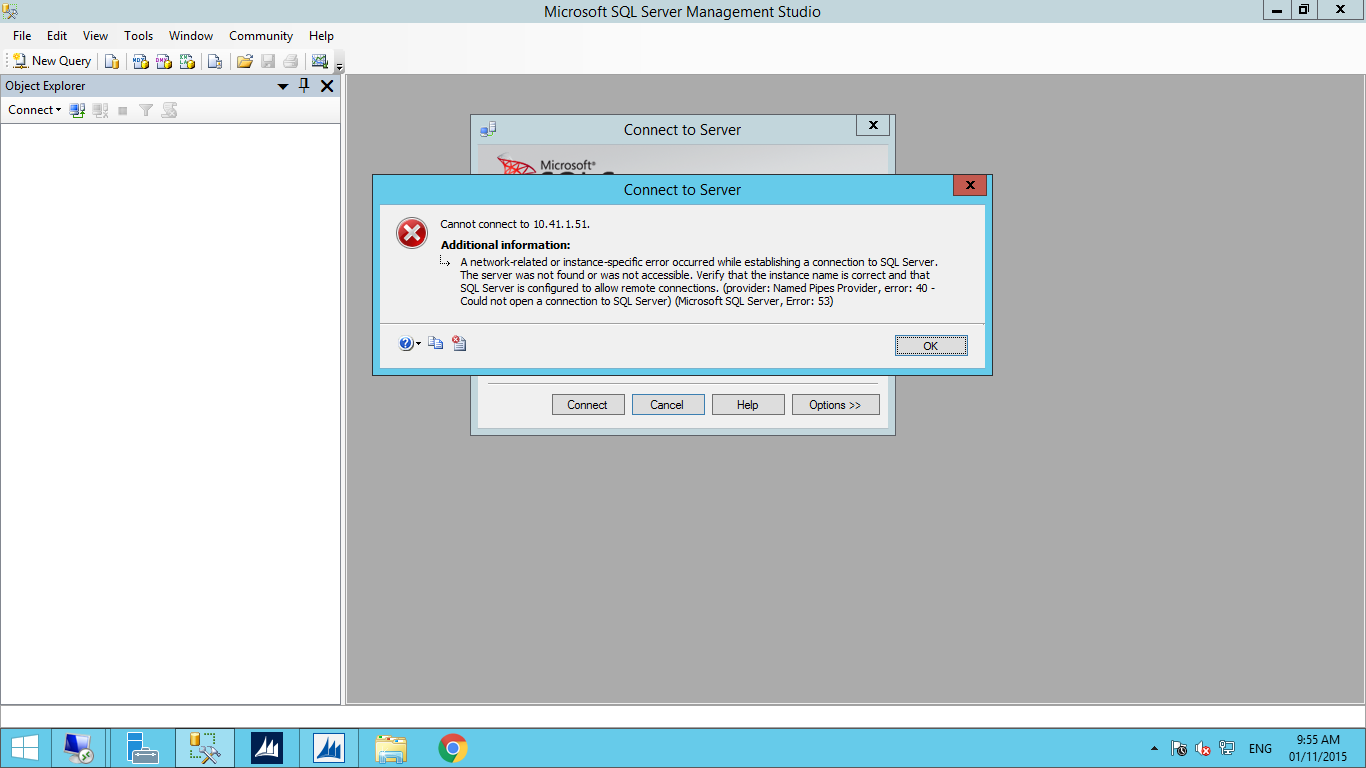 Microsoft SQL Server Management Studio
File Edit View Tools Window Community Help
New Query
Object Explorer
Connect
Connect to Server
Microsoft®
Connect to Server
Cannot connect to 10.41.1.51.
Additional information:
A network-related or instance-specific error occurred while establishing a connection to SQL Server.
The server was not found or was not accessible. Verify that the instance name is correct and that
SQL Server is configured to allow remote connections. (provider: Named Pipes Provider, error: 40 -
Could not open a connection to SQL Server) (Microsoft SQL Server, Error: 53)
OK
Connect Cancel Help Options >>
ENG
9:55 AM
01/11/2015